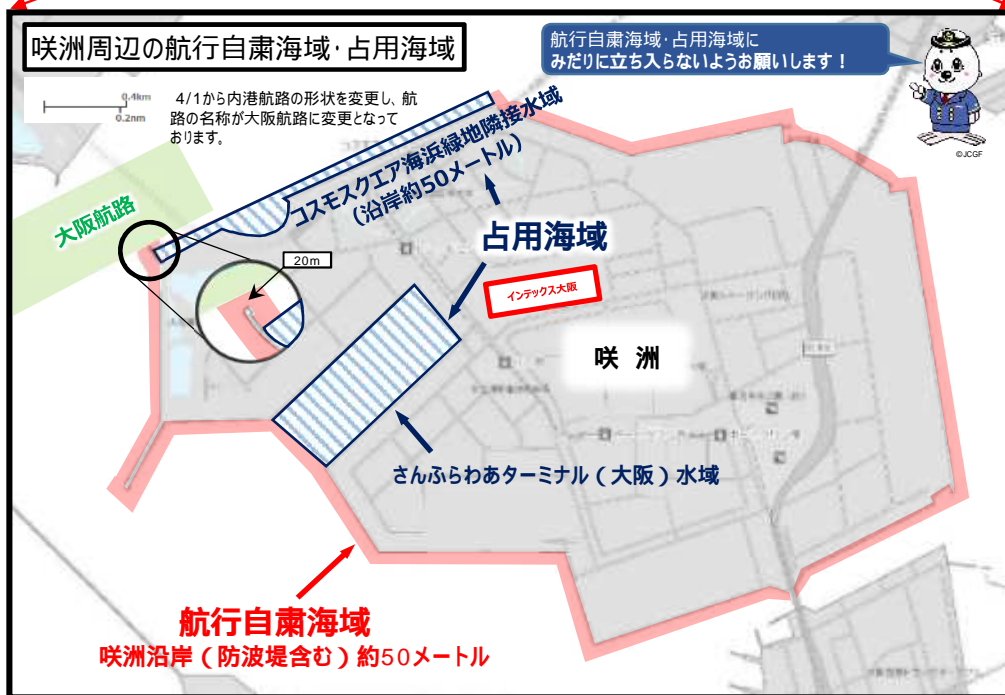 咲洲周辺の航行自粛海域･占用海域
航行自粛海域･占用海域に
みだりに立ち入らないようお願いします！
0.4km
0.2nm
4/1から内港航路の形状を変更し、航
路の名称が大阪航路に変更となって
おります。
©JCGF
コスモスクエア海浜緑地隣接水域
（沿岸約50メートル）
大阪航路
占用海域
20m
インテックス大阪
咲 洲
さんふらわあターミナル（大阪）水域
航行自粛海域
咲洲沿岸（防波堤含む）約50メートル